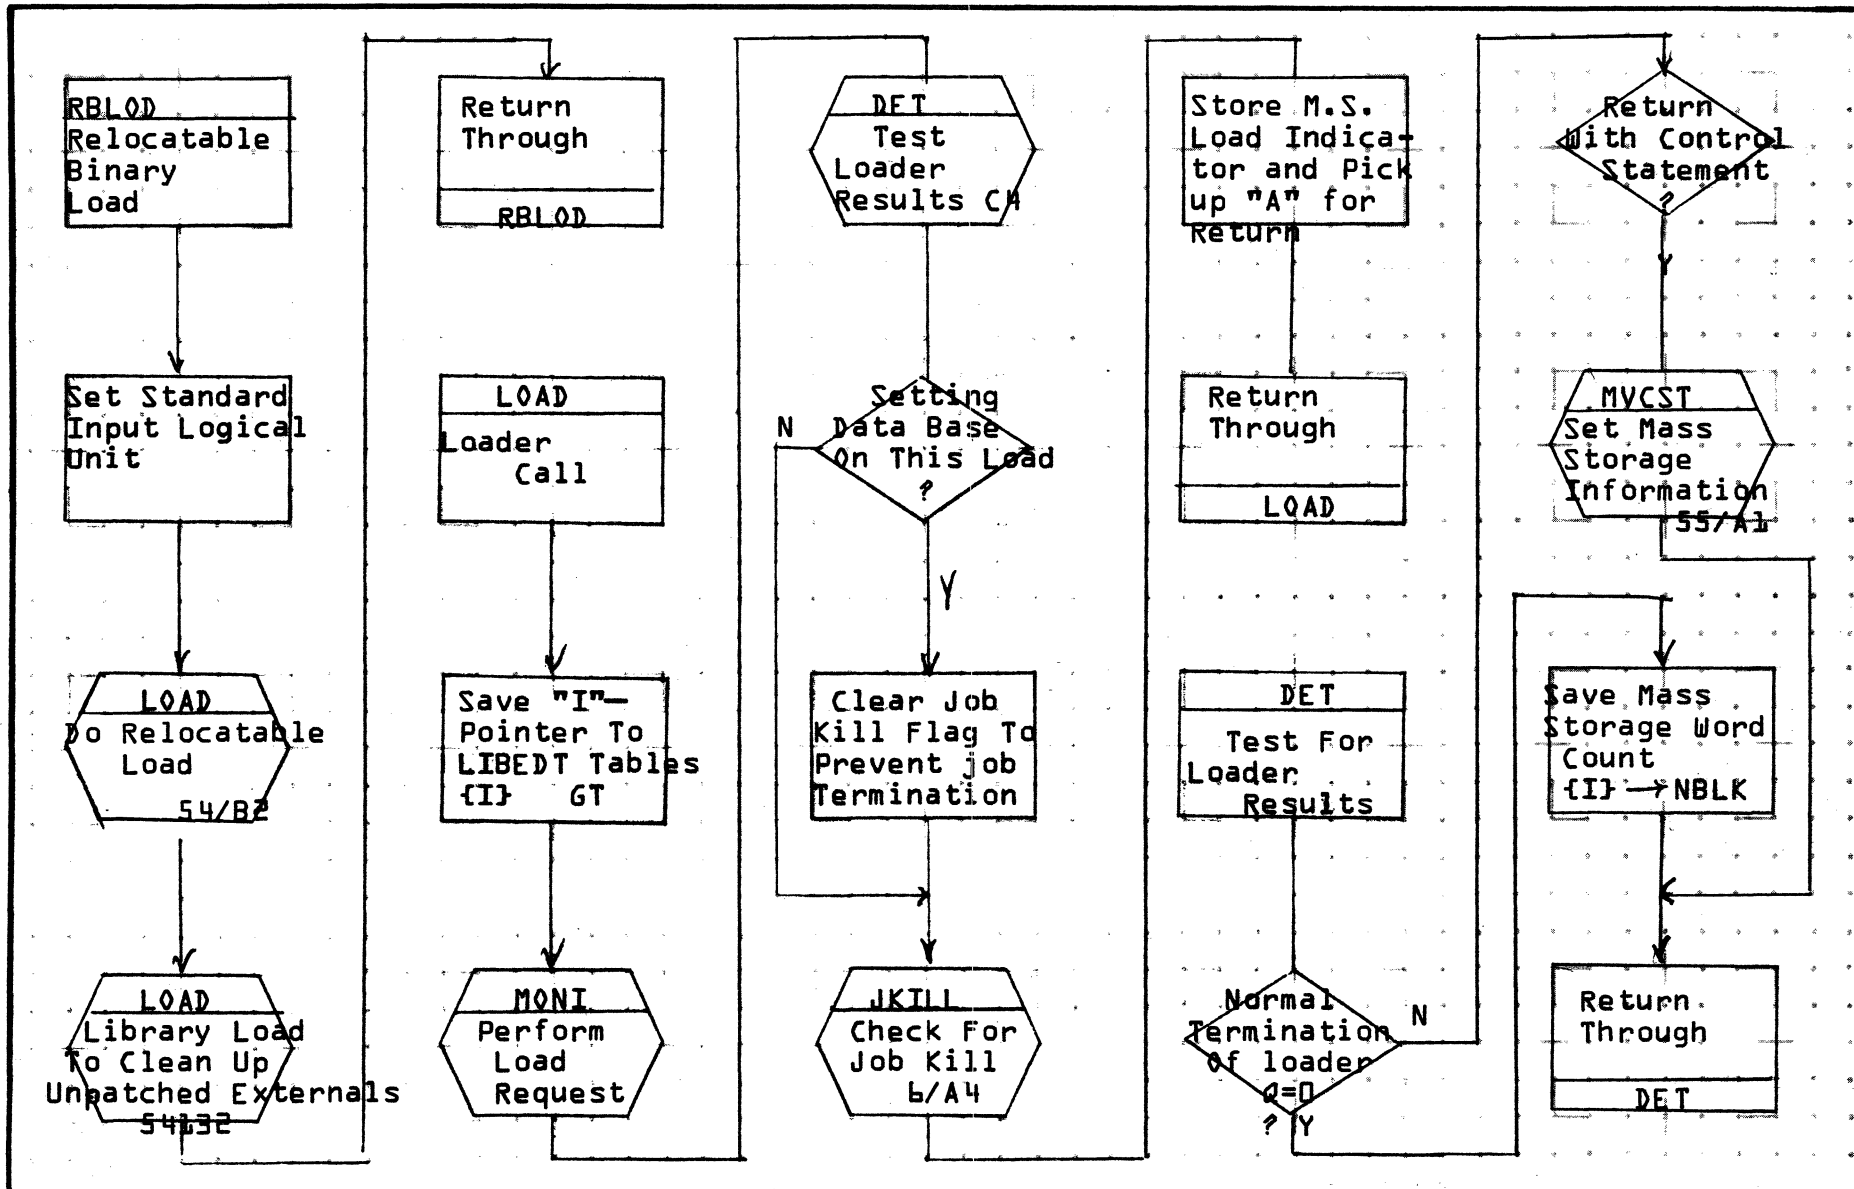 RBLOD
Relocatable
Binary
Load
Set Standard
Input Logical
Unit
LOAD
Do Relocatable
Load
54/B2
LOAD
Library Load
To Clean Up
Unpatched Externals
54132
Return
Through
RBLOD
LOAD
Loader
Call
Save "I"—
Pointer To
LIBEDT Tables
{I} GT
MONI
Perform
Load
Request
DET
Test
Loader
Results C4
Setting
Data Base
On This Load
?
N
Y
Clear Job
Kill Flag To
Prevent job
Termination
JKILL
Check For
Job Kill
6/A4
Store M.S.
Load Indica-
tor and Pick
up "A" for
Return
Return
Through
LOAD
DET
Test For
Loader
Results
Normal
Termination
Of loader
Q=0
?
N
Y
Return
With Control
Statement
?
Y
MVCST
Set Mass
Storage
Information
55/A1
Save Mass
Storage Word
Count
{I}→NBLK
Return
Through
DET